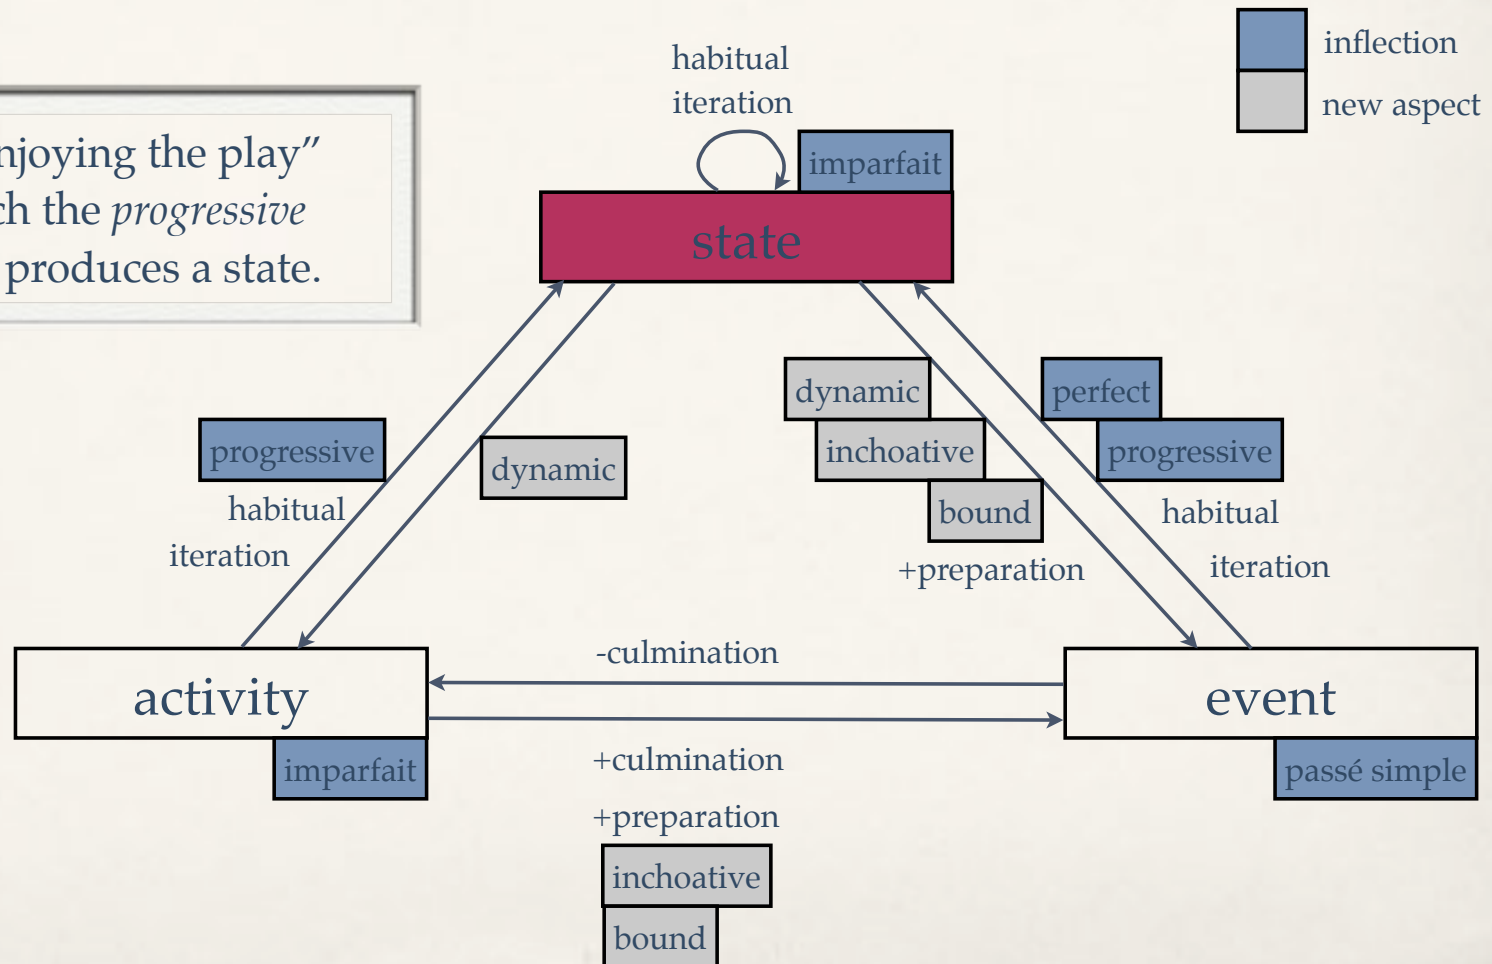 inflection
new aspect
habitual
iteration
njoying the play”
the progressive
produces a state.
imparfait
state
dynamic
inchoative
bound
+preparation
perfect
progressive
habitual
iteration
progressive
habitual
iteration
dynamic
-culmination
activity
event
imparfait
passé simple
+culmination
+preparation
inchoative
bound